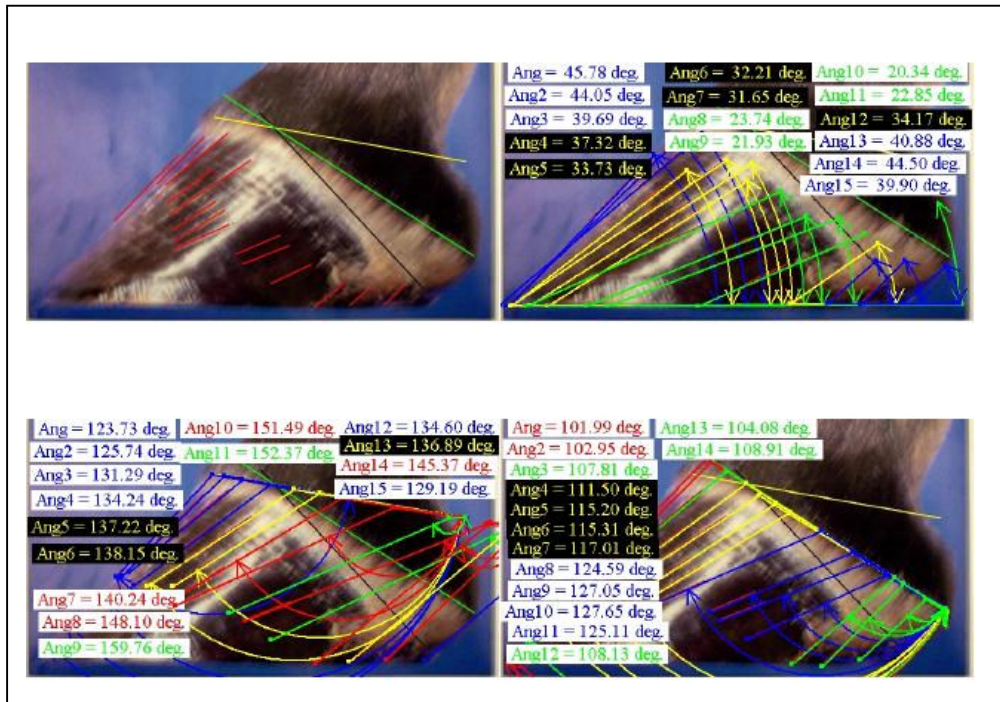 Ang = 45.78 deg.
Ang2 = 44.05 deg.
Ang3 = 39.69 deg.
Ang4 = 37.32 deg.
Ang5 = 33.73 deg.
Ang6 = 32.21 deg.
Ang7 = 31.65 deg.
Ang8 = 23.74 deg.
Ang9 = 21.93 deg.
Ang10 = 20.34 deg.
Ang11 = 22.85 deg.
Ang12 = 34.17 deg.
Ang13 = 40.88 deg.
Ang14 = 44.50 deg.
Ang15 = 39.90 deg.
Ang = 123.73 deg.
Ang2 = 125.74 deg.
Ang3 = 131.29 deg.
Ang4 = 134.24 deg.
Ang5 = 137.22 deg.
Ang6 = 138.15 deg.
Ang7 = 140.24 deg.
Ang8 = 148.10 deg.
Ang9 = 159.76 deg.
Ang10 = 151.49 deg.
Ang11 = 152.37 deg.
Ang12 = 134.60 deg.
Ang13 = 136.89 deg.
Ang14 = 145.37 deg.
Ang15 = 129.19 deg.
Ang = 101.99 deg.
Ang2 = 102.95 deg.
Ang3 = 107.81 deg.
Ang4 = 111.50 deg.
Ang5 = 115.20 deg.
Ang6 = 115.31 deg.
Ang7 = 117.01 deg.
Ang8 = 124.59 deg.
Ang9 = 127.05 deg.
Ang10 = 127.65 deg.
Ang11 = 125.11 deg.
Ang12 = 108.13 deg.
Ang13 = 104.08 deg.
Ang14 = 108.91 deg.